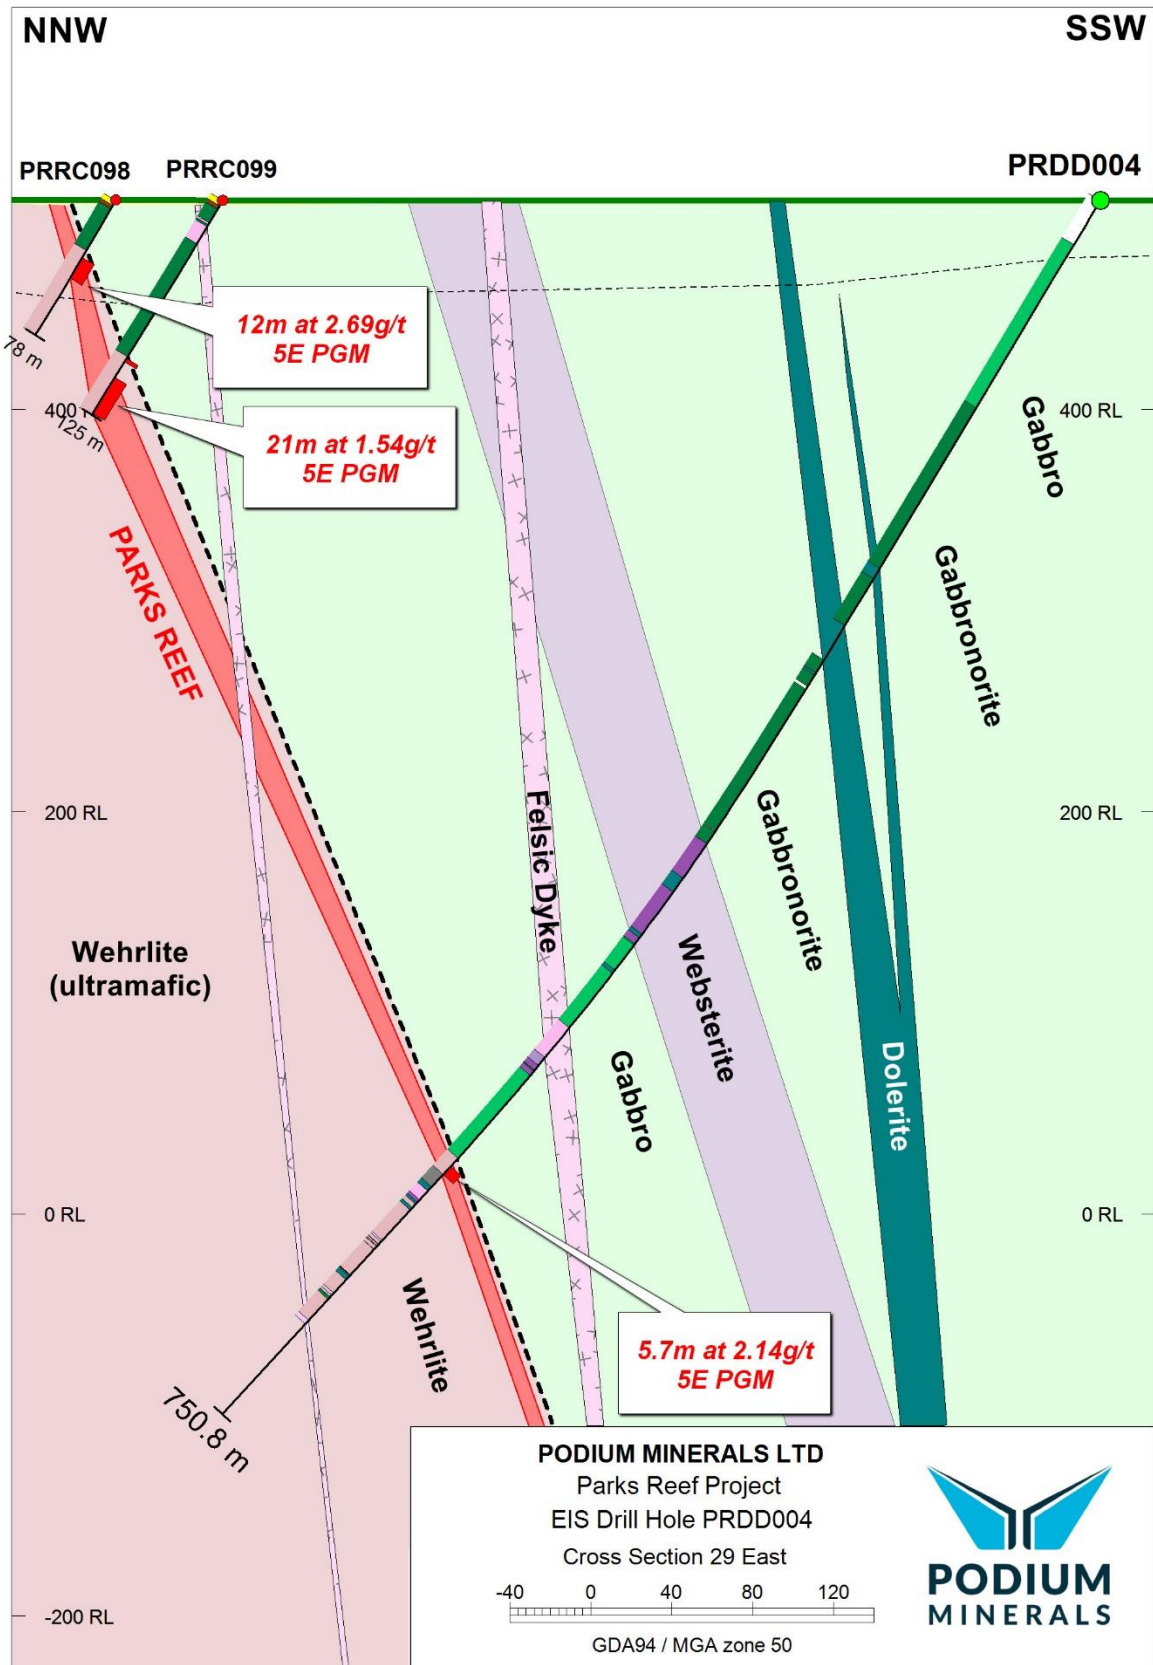 NNW
SSW
PRRC098
PRRC099
PRDD004
12m at 2.69g/t
5E PGM
78 m
400
125 m
400 RL
21m at 1.54g/t
5E PGM
Gabbro
PARKS REEF
Gabbronorite
200 RL
200 RL
Felsic Dyke
Gabbronorite
Wehrlite
(ultramafic)
Websterite
Dolerite
Gabbro
0 RL
0 RL
Wehrlite
5.7m at 2.14g/t
5E PGM
750.8 m
PODIUM MINERALS LTD
Parks Reef Project
EIS Drill Hole PRDD004
Cross Section 29 East
-40 0 40 80 120
GDA94 / MGA zone 50
PODIUM
MINERALS
-200 RL